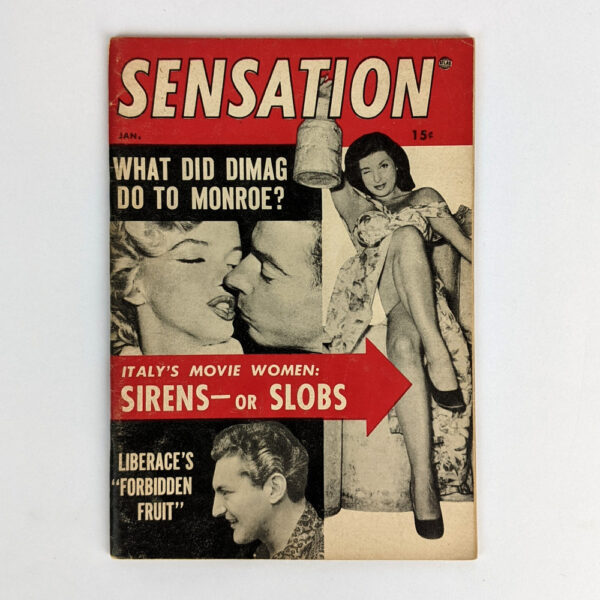 SENSATION
JAN.
15¢
WHAT DID DIMAG
DO TO MONROE?
ITALY'S MOVIE WOMEN:
SIRENS—OR SLOBS
LIBERACE'S
"FORBIDDEN
FRUIT"